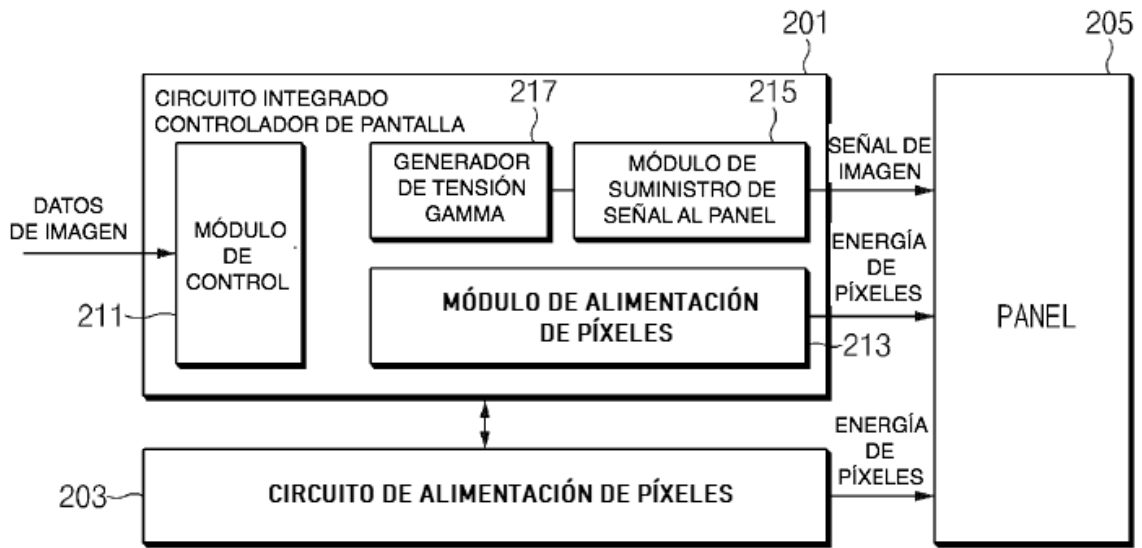 201
205
CIRCUITO INTEGRADO
CONTROLADOR DE PANTALLA
217
215
GENERADOR
DE TENSIÓN
GAMMA
MÓDULO DE
SUMINISTRO DE
SEÑAL AL PANEL
SEÑAL DE
IMAGEN
DATOS
DE IMAGEN
MÓDULO
DE
CONTROL
211
MÓDULO DE ALIMENTACIÓN
DE PÍXELES
213
ENERGÍA
DE
PÍXELES
PANEL
203
CIRCUITO DE ALIMENTACIÓN DE PÍXELES
ENERGÍA
DE
PÍXELES